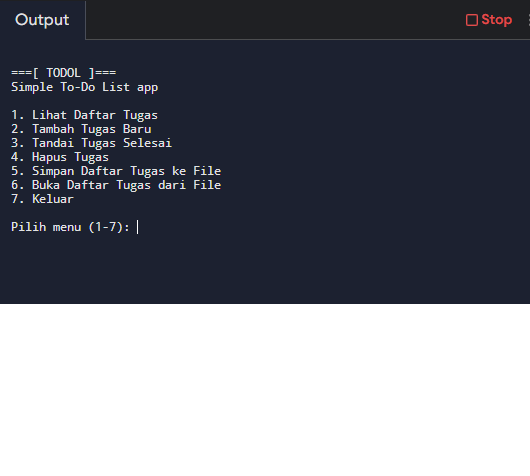 Output
Stop
===[ TODOL ]===
Simple To-Do List app
1. Lihat Daftar Tugas
2. Tambah Tugas Baru
3. Tandai Tugas Selesai
4. Hapus Tugas
5. Simpan Daftar Tugas ke File
6. Buka Daftar Tugas dari File
7. Keluar
Pilih menu (1-7):